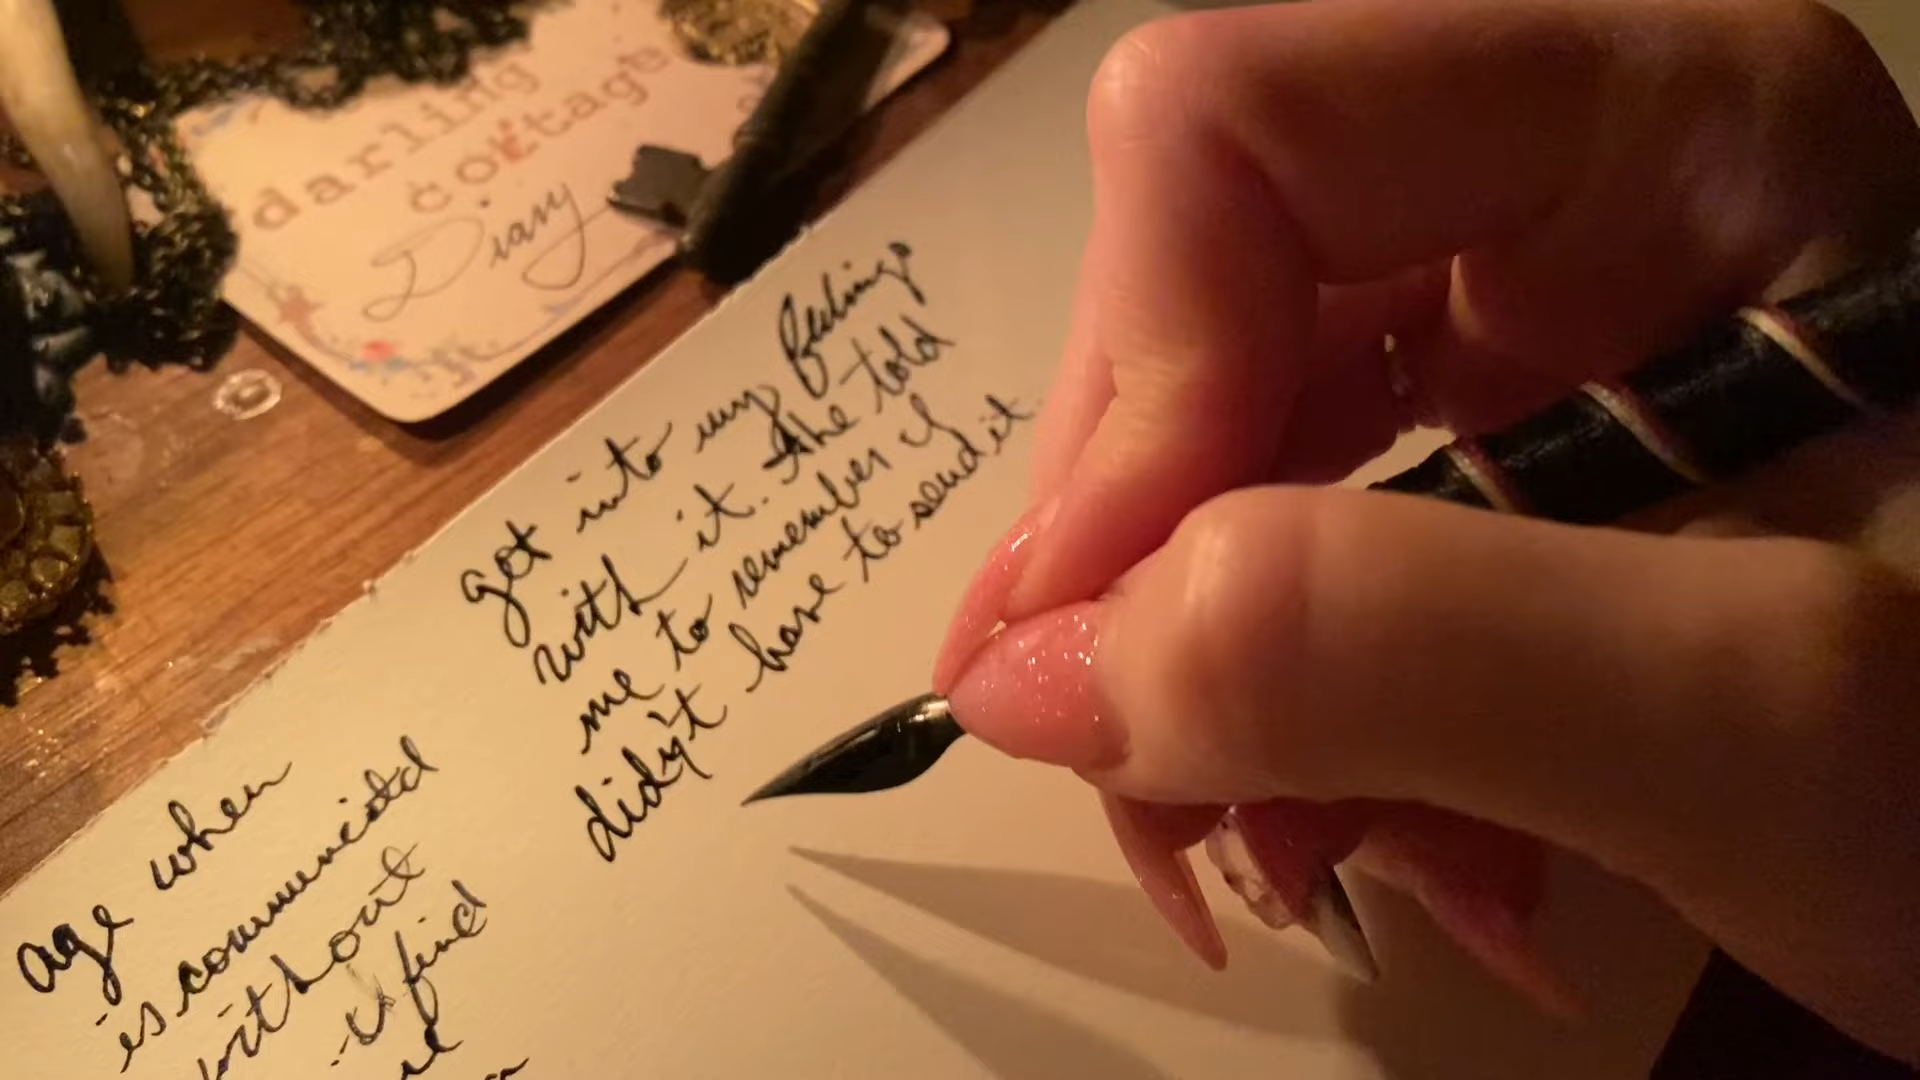 darling
cottage
Diary
got into my feelings
with it. She told
me to remember I
didn't have to send it.
age when
is communicated
without
I find